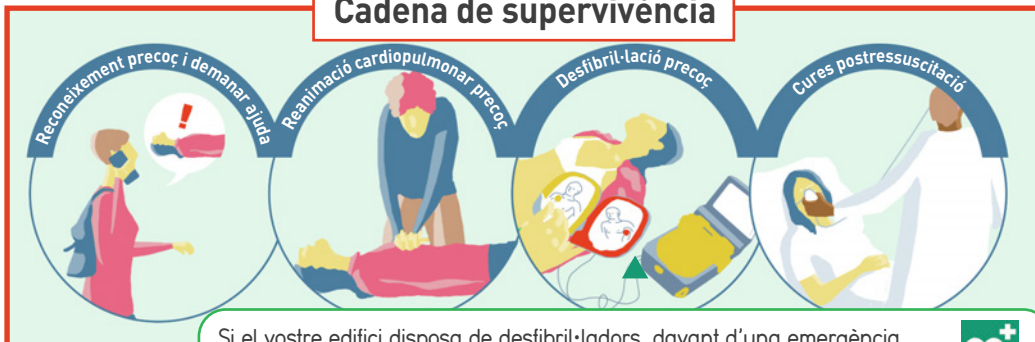 Cadena de supervivència
Reconeixement precoç i demanar ajuda
Reanimació cardiopulmonar precoç
Desfibril·lació precoç
Cures postressuscitació
Si el vostre edifici disposa de desfibril·ladors, davant d'una emergència